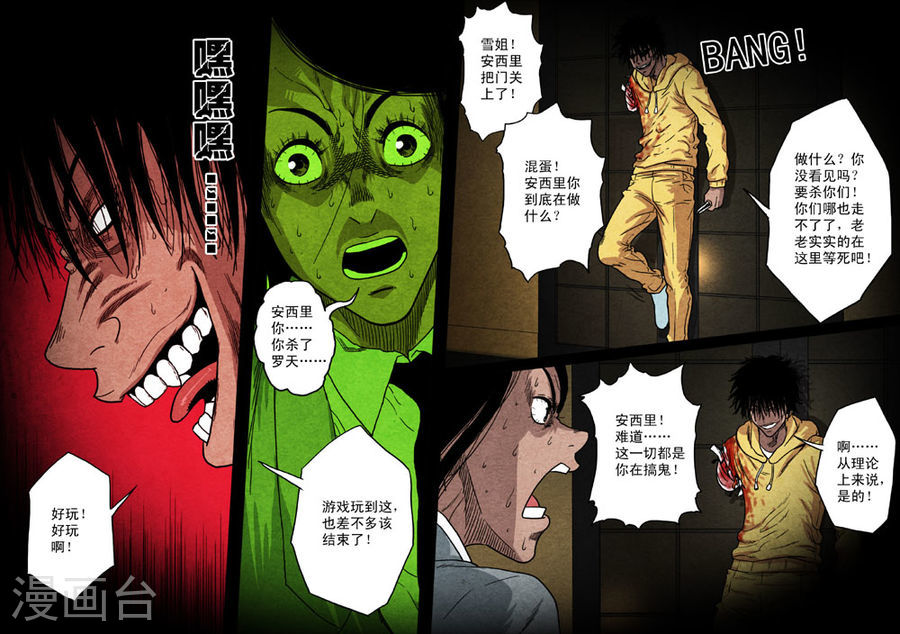 雪姐！
安西里
把门关
上了！
BANG!
混蛋！
安西里你
到底在做
什么？
做什么？你
没看见吗？
要杀你们！
你们哪也走
不了了，老
老实实的在
这里等死吧！
安西里！
难道……
这一切都是
你在搞鬼！
啊……
从理论
上来说，
是的！
安西里
你……
你杀了
罗天……
游戏玩到这，
也差不多该
结束了！
嘿嘿嘿……
好玩！
好玩
啊！
漫画台